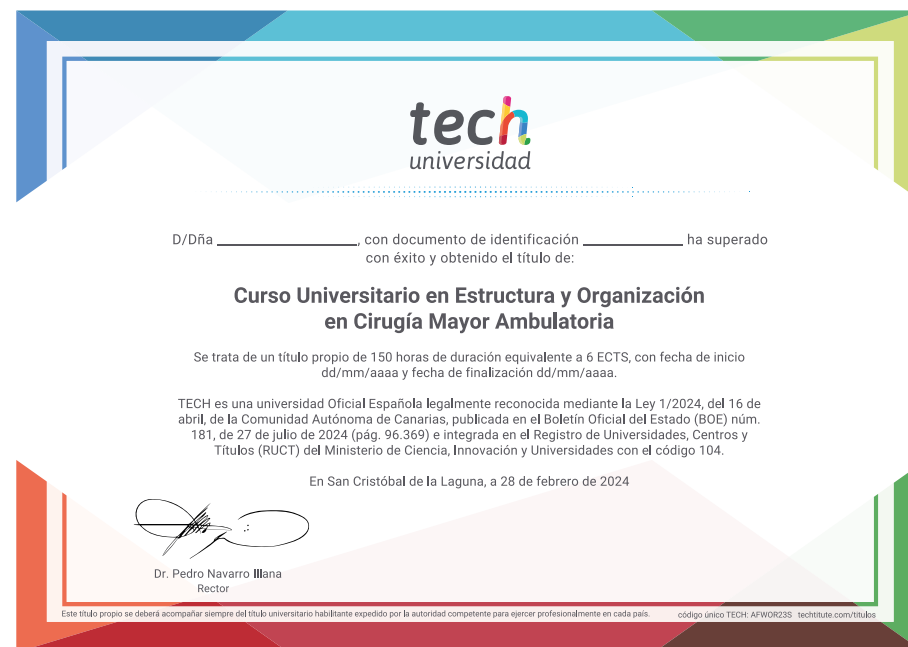 tech
universidad
D/Dña ______________, con documento de identificación __________ ha superado
con éxito y obtenido el título de:
Curso Universitario en Estructura y Organización
en Cirugía Mayor Ambulatoria
Se trata de un título propio de 150 horas de duración equivalente a 6 ECTS, con fecha de inicio
dd/mm/aaaa y fecha de finalización dd/mm/aaaa.
TECH es una universidad Oficial Española legalmente reconocida mediante la Ley 1/2024, del 16 de
abril, de la Comunidad Autónoma de Canarias, publicada en el Boletín Oficial del Estado (BOE) núm.
181, de 27 de julio de 2024 (pág. 96.369) e integrada en el Registro de Universidades, Centros y
Títulos (RUCT) del Ministerio de Ciencia, Innovación y Universidades con el código 104.
En San Cristóbal de la Laguna, a 28 de febrero de 2024
Dr. Pedro Navarro Illana
Rector
Este título propio se deberá acompañar siempre del título universitario habilitante expedido por la autoridad competente para ejercer profesionalmente en cada país.
código único TECH: AFWOR23S techtitute.com/titulos